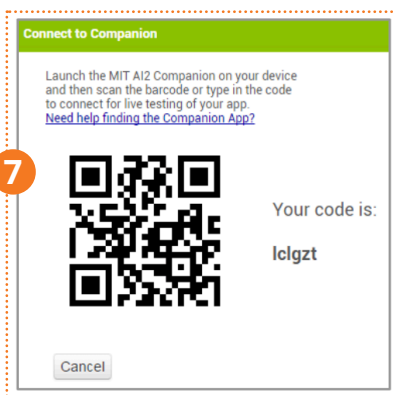 Connect to Companion
Launch the MIT AI2 Companion on your device
and then scan the barcode or type in the code
to connect for live testing of your app.
Need help finding the Companion App?
7
Your code is:
lclgzt
Cancel